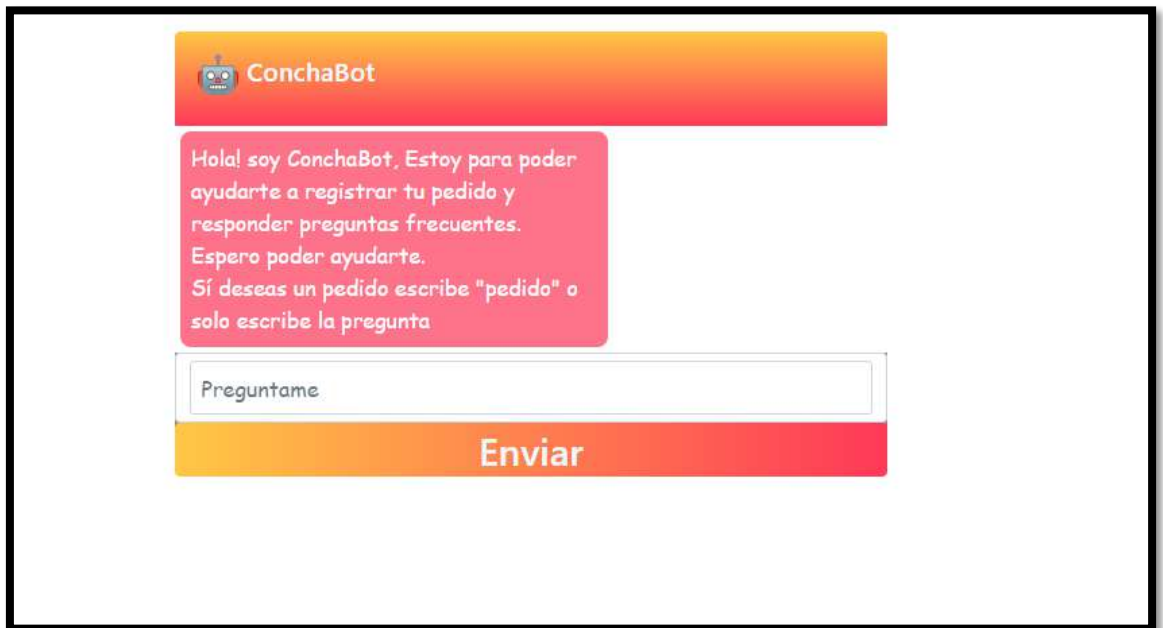 ConchaBot
Hola! soy ConchaBot, Estoy para poder
ayudarte a registrar tu pedido y
responder preguntas frecuentes.
Espero poder ayudarte.
Sí deseas un pedido escribe "pedido" o
solo escribe la pregunta
Preguntame
Enviar